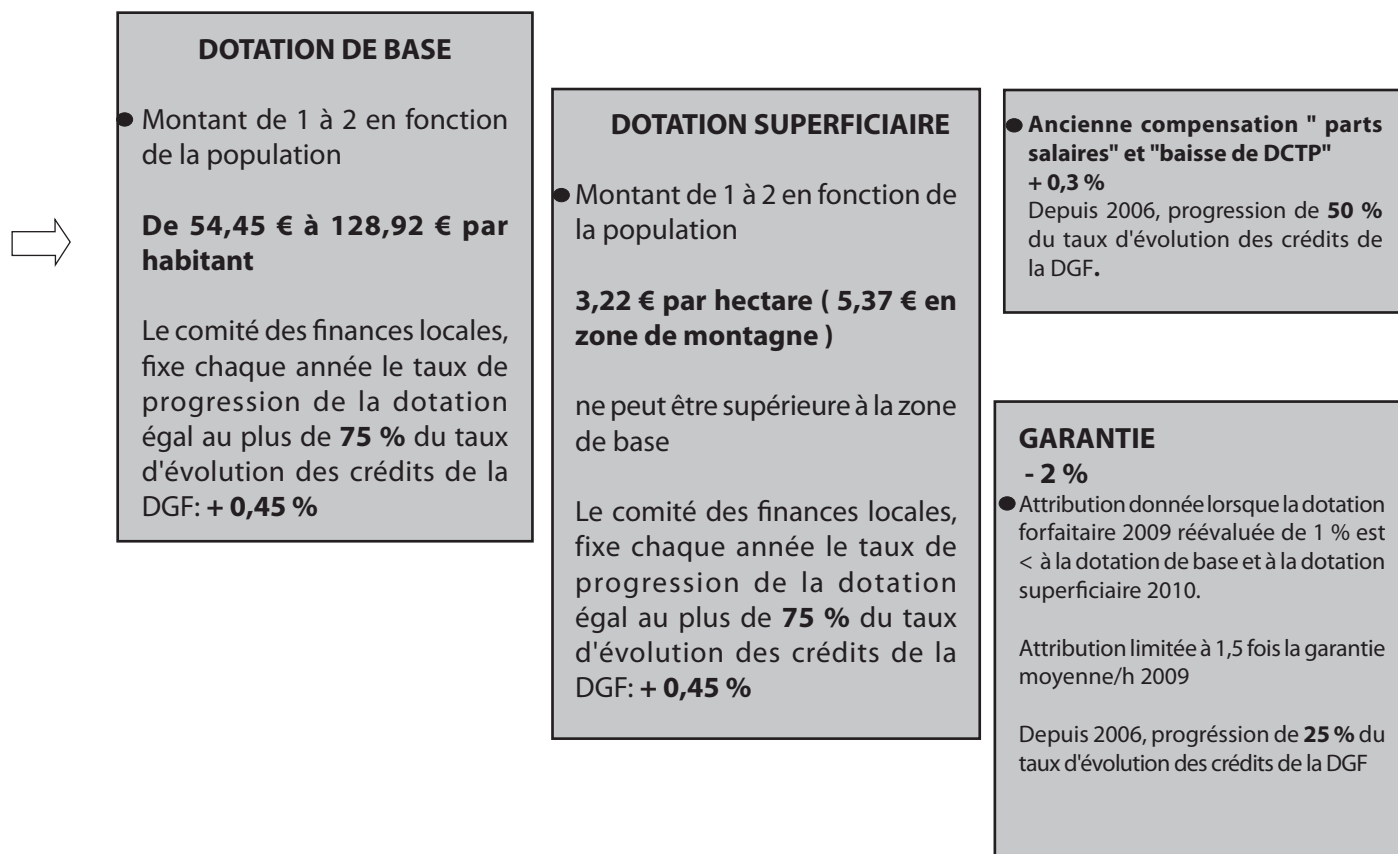 DOTATION DE BASE
● Montant de 1 à 2 en fonction
de la population
De 54,45 € à 128,92 € par
habitant
Le comité des finances locales,
fixe chaque année le taux de
progression de la dotation
égal au plus de 75 % du taux
d'évolution des crédits de la
DGF: + 0,45 %
DOTATION SUPERFICIAIRE
● Montant de 1 à 2 en fonction de
la population
3,22 € par hectare ( 5,37 € en
zone de montagne )
ne peut être supérieure à la zone
de base
Le comité des finances locales,
fixe chaque année le taux de
progression de la dotation
égal au plus de 75 % du taux
d'évolution des crédits de la
DGF: + 0,45 %
● Ancienne compensation " parts
salaires" et "baisse de DCTP"
+ 0,3 %
Depuis 2006, progression de 50 %
du taux d'évolution des crédits de
la DGF.
GARANTIE
- 2 %
● Attribution donnée lorsque la dotation
forfaitaire 2009 réévaluée de 1 % est
< à la dotation de base et à la dotation
superficiaire 2010.
Attribution limitée à 1,5 fois la garantie
moyenne/h 2009
Depuis 2006, progréssion de 25 % du
taux d'évolution des crédits de la DGF